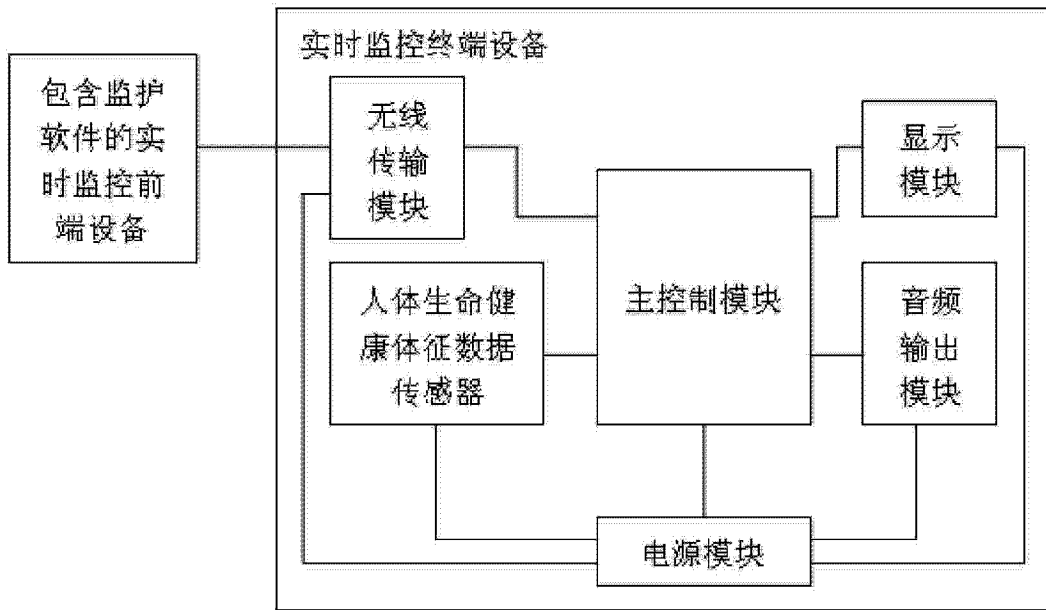 实时监控终端设备
包含监护
软件的实
时监控前
端设备
无线
传输
模块
显示
模块
人体生命健
康体征数据
传感器
主控制模块
音频
输出
模块
电源模块